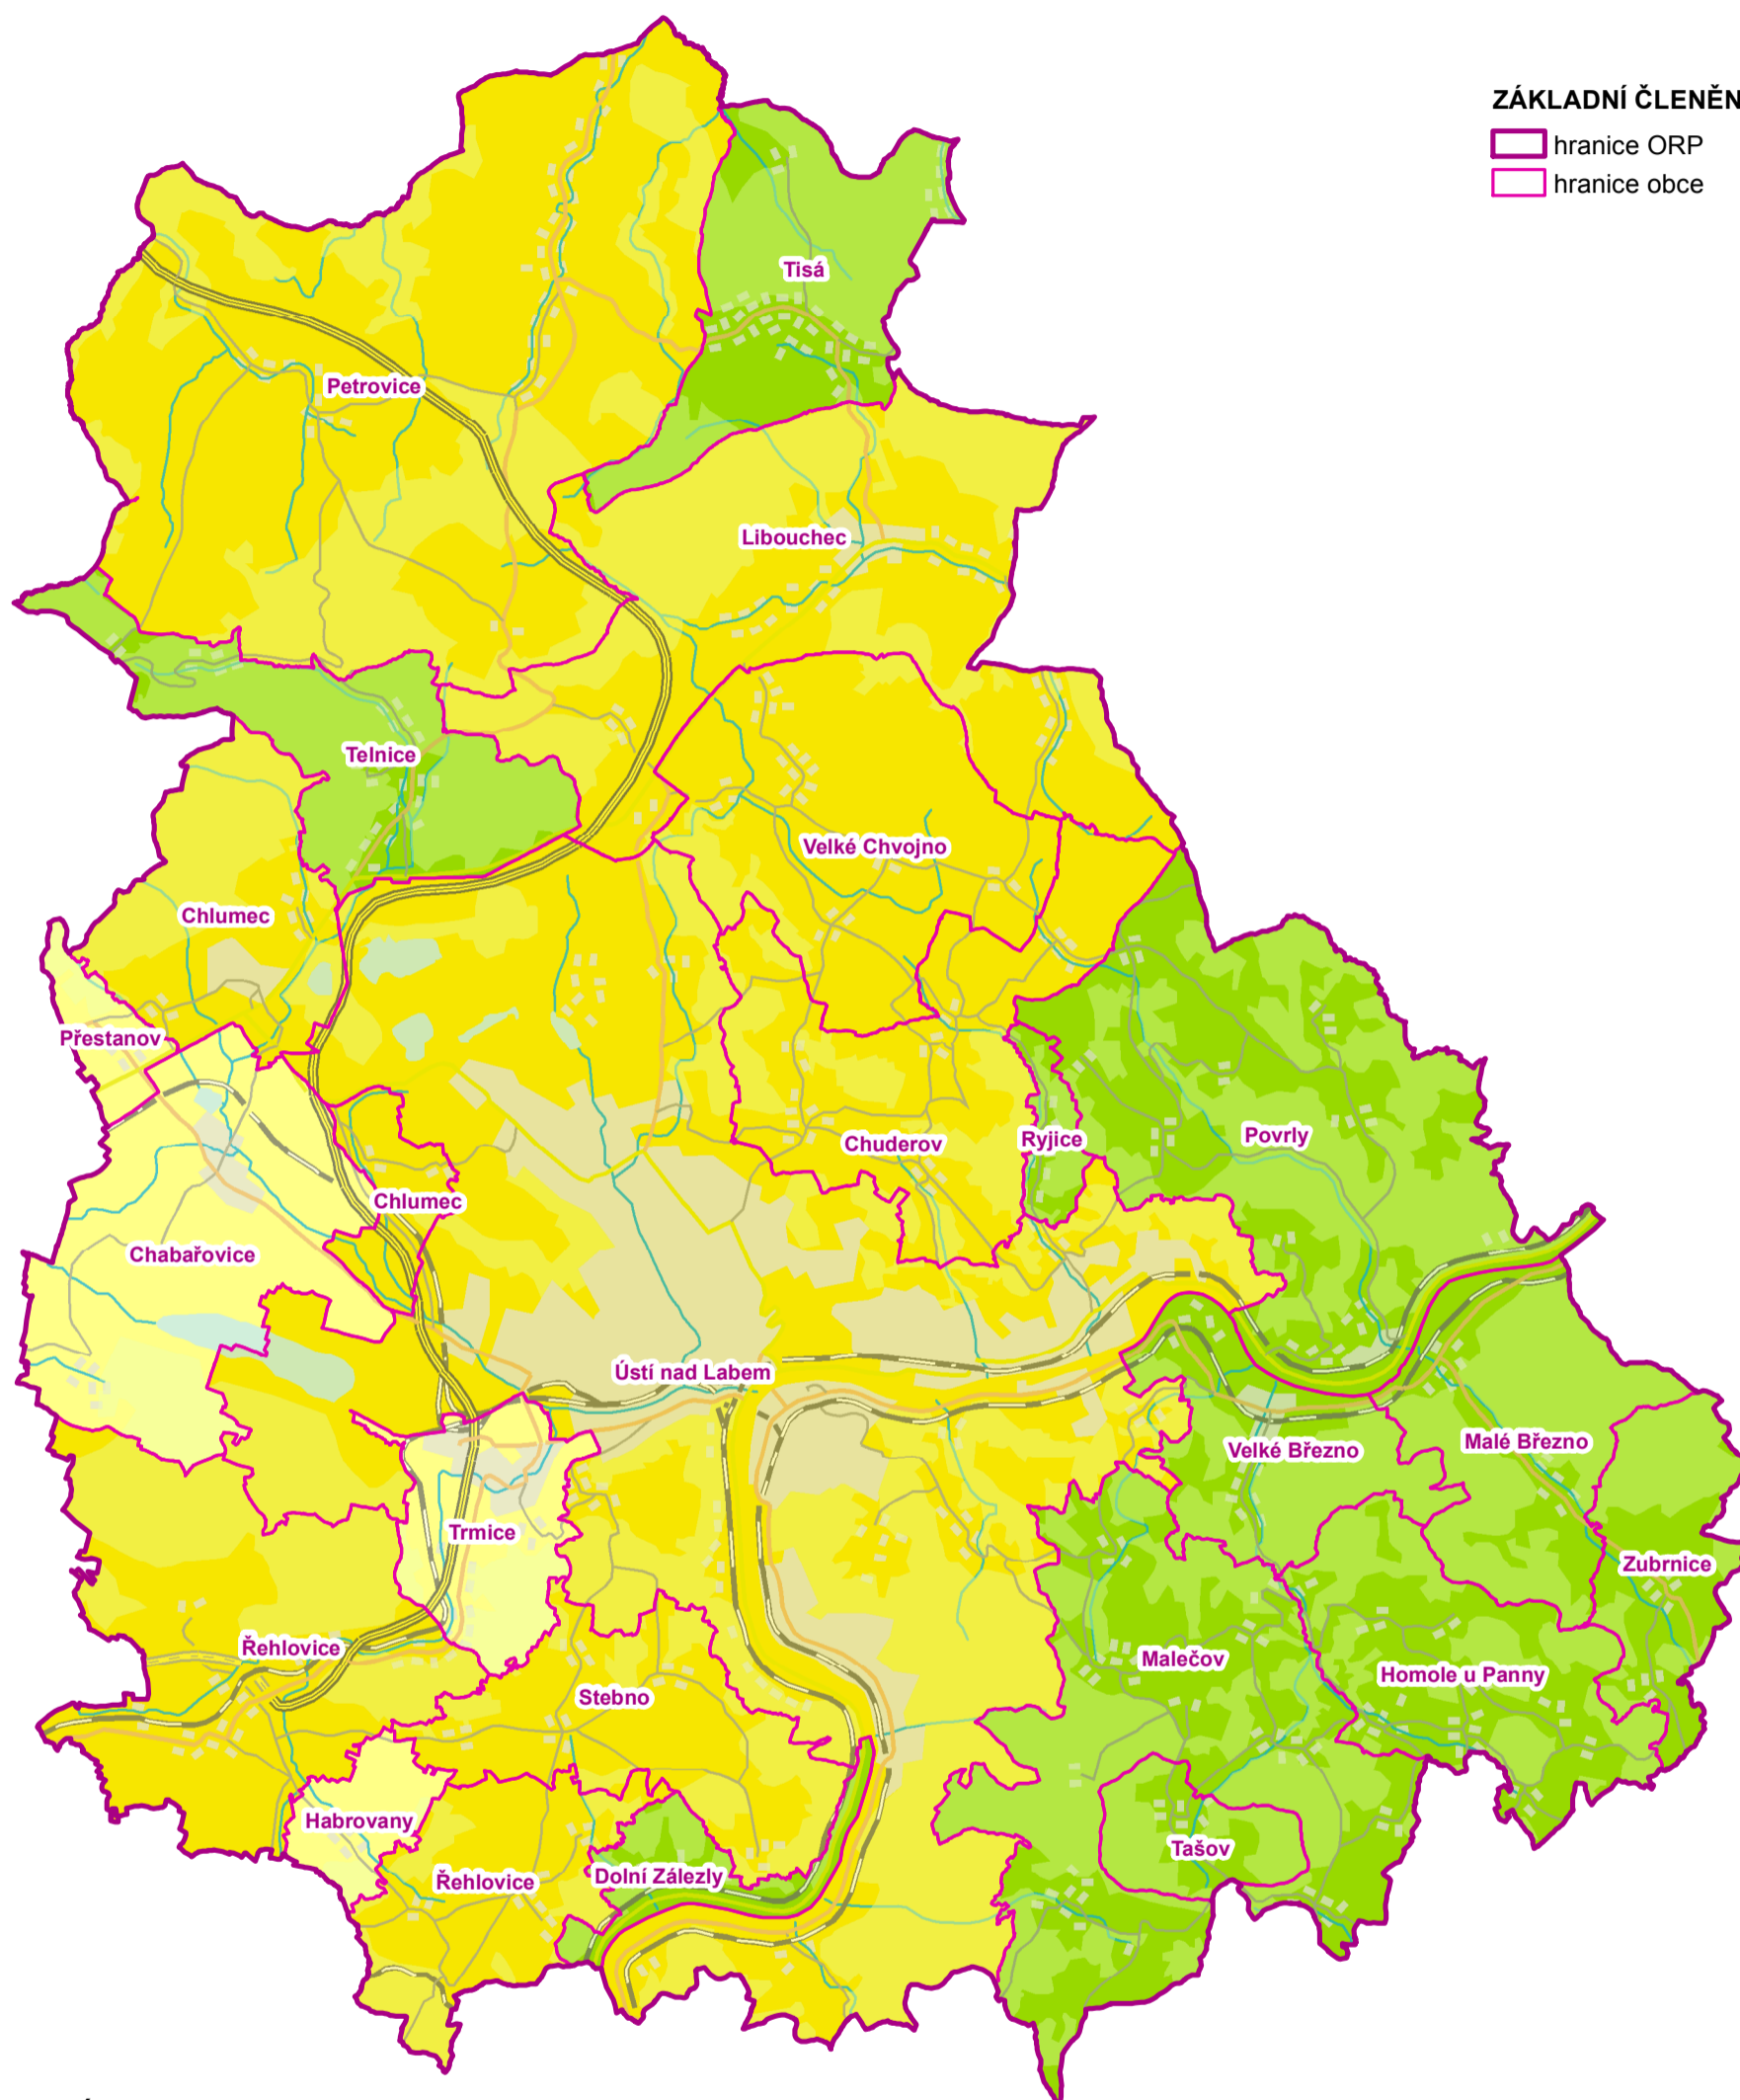 ZÁKLADNÍ ČLENĚN
hranice ORP
hranice obce
Tisá
Petrovice
Libouchec
Telnice
Velké Chvojno
Chlumec
Přestanov
Povrly
Ryjice
Chuderov
Chlumec
Chabařovice
Ústí nad Labem
Malé Březno
Velké Březno
Trmice
Zubrnice
Řehlovice
Malečov
Homole u Panny
Stebno
Habrovany
Tašov
Dolní Zálezly
Řehlovice